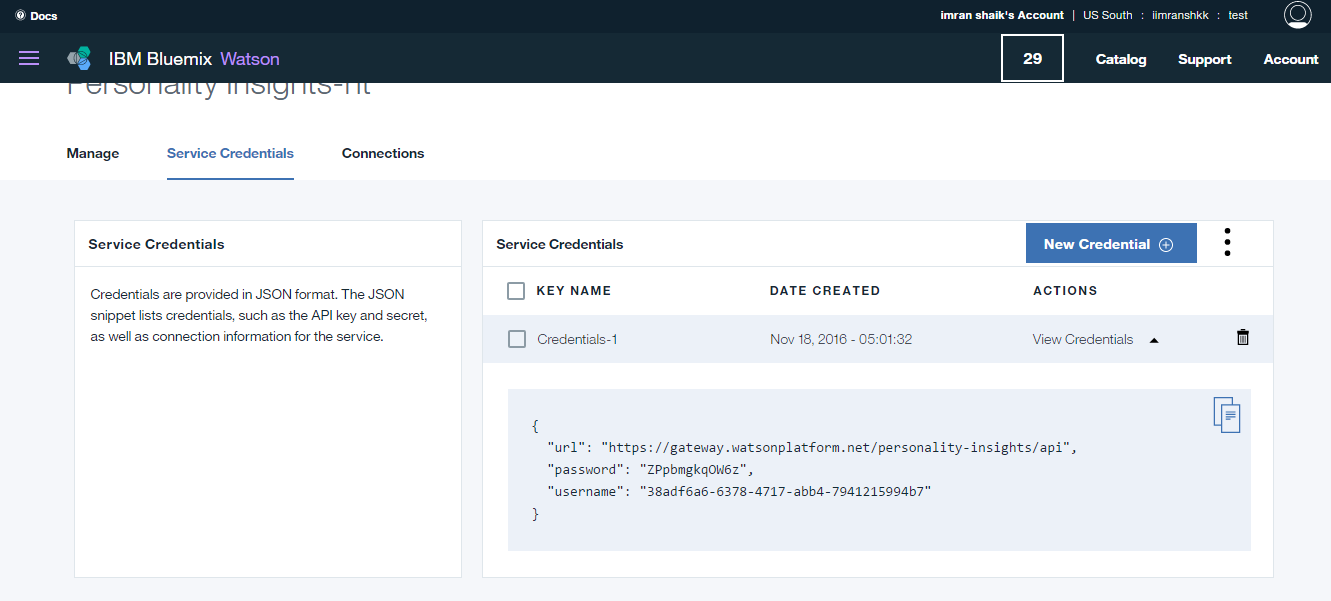 Docs
imran shaik's Account | US South : iimranshkk : test
IBM Bluemix Watson
29
Catalog
Support
Account
Personality Insights-nt
Manage
Service Credentials
Connections
Service Credentials
Credentials are provided in JSON format. The JSON
snippet lists credentials, such as the API key and secret,
as well as connection information for the service.
Service Credentials
New Credential
KEY NAME
DATE CREATED
ACTIONS
Credentials-1
Nov 18, 2016 - 05:01:32
View Credentials
{
"url": "https://gateway.watsonplatform.net/personality-insights/api",
"password": "ZPpbmgkqOW6z",
"username": "38adf6a6-6378-4717-abb4-7941215994b7"
}